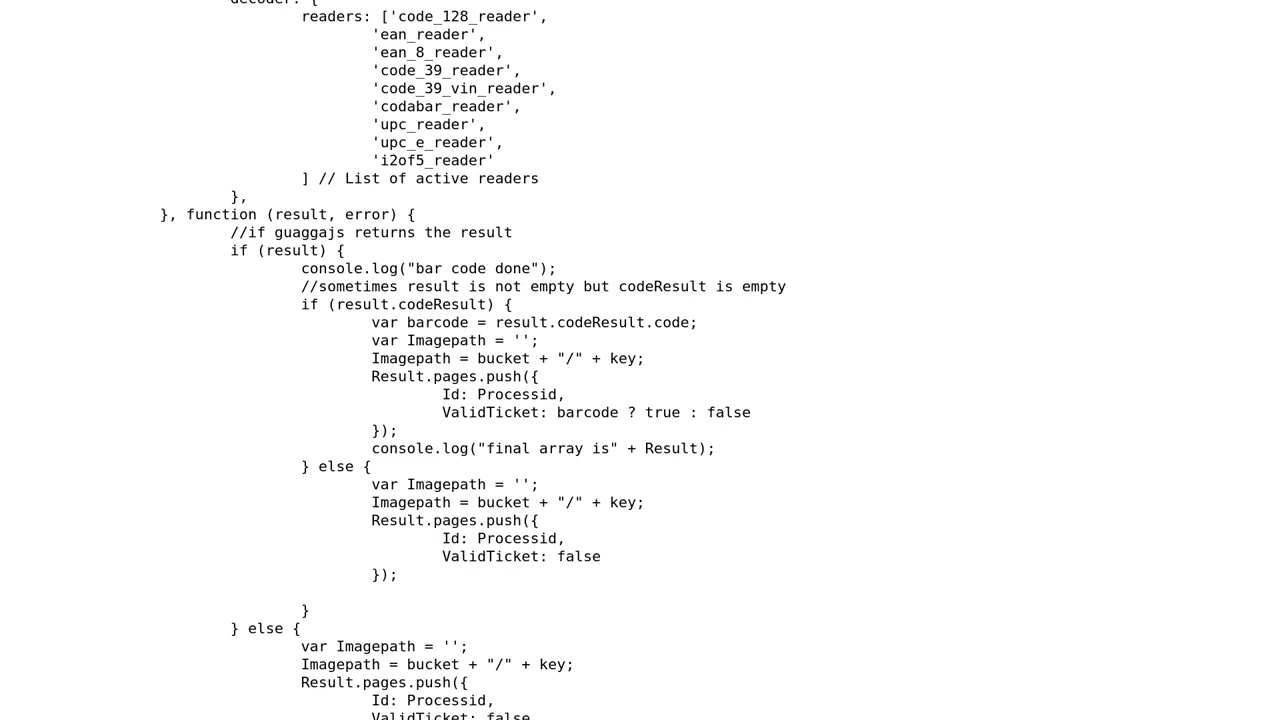 decoder: {
readers: ['code_128_reader',
'ean_reader',
'ean_8_reader',
'code_39_reader',
'code_39_vin_reader',
'codabar_reader',
'upc_reader',
'upc_e_reader',
'i2of5_reader'
] // List of active readers
},
}, function (result, error) {
//if guaggajs returns the result
if (result) {
console.log("bar code done");
//sometimes result is not empty but codeResult is empty
if (result.codeResult) {
var barcode = result.codeResult.code;
var Imagepath = '';
Imagepath = bucket + "/" + key;
Result.pages.push({
Id: Processid,
ValidTicket: barcode ? true : false
});
console.log("final array is" + Result);
} else {
var Imagepath = '';
Imagepath = bucket + "/" + key;
Result.pages.push({
Id: Processid,
ValidTicket: false
});
}
} else {
var Imagepath = '';
Imagepath = bucket + "/" + key;
Result.pages.push({
Id: Processid,
ValidTicket: false